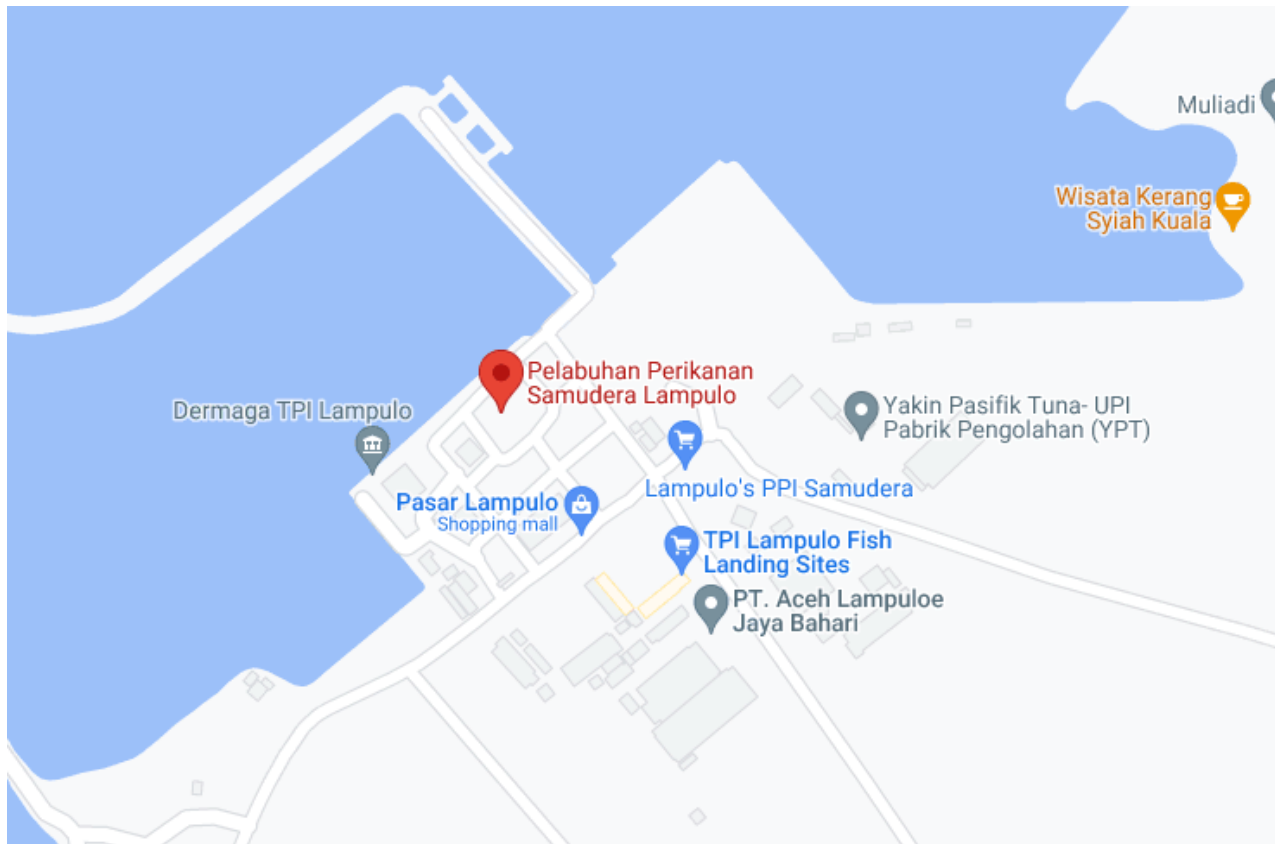 Muliadi
Wisata Kerang
Syiah Kuala
Pelabuhan Perikanan
Samudera Lampulo
Dermaga TPI Lampulo
Yakin Pasifik Tuna- UPI
Pabrik Pengolahan (YPT)
Lampulo's PPI Samudera
Pasar Lampulo
Shopping mall
TPI Lampulo Fish
Landing Sites
PT. Aceh Lampuloe
Jaya Bahari